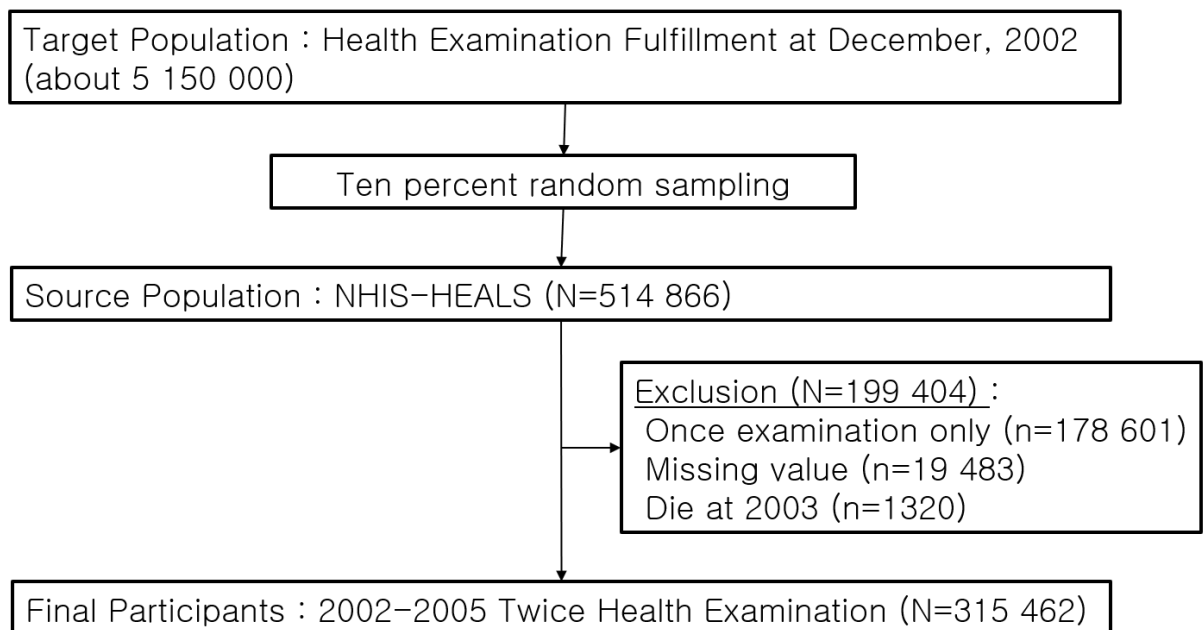 Target Population : Health Examination Fulfillment at December, 2002
(about 5 150 000)
Ten percent random sampling
Source Population : NHIS-HEALS (N=514 866)
Exclusion (N=199 404) :
Once examination only (n=178 601)
Missing value (n=19 483)
Die at 2003 (n=1320)
Final Participants : 2002-2005 Twice Health Examination (N=315 462)